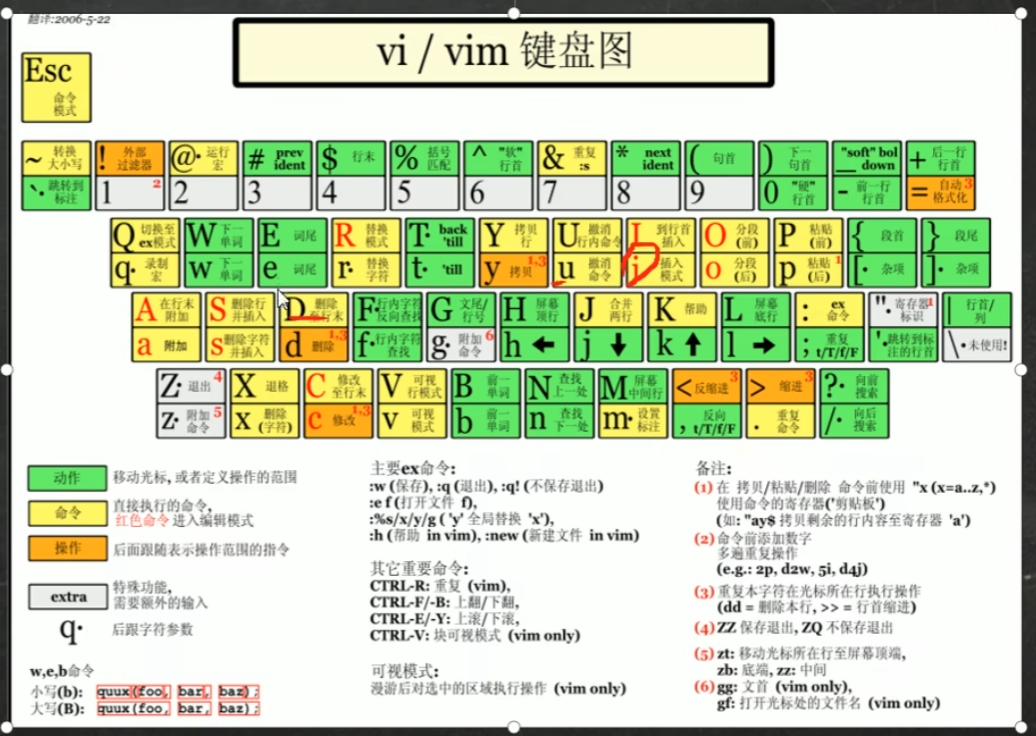 翻译:2006-5-22
vi / vim 键盘图
Esc 命令模式
~ 转换大小写 ! 外部过滤器 @· 运行宏 # prev ident $ 行末 % 括号匹配 ^ "软"行首 & 重复 :s * next ident ( 句首 ) 下一句首 _ "soft" bol down + 后一行行首
`· 跳转到标注 1 2 2 3 4 5 6 7 8 9 0 "硬"行首 - 前一行行首 = 自动格式化 3
Q 切换至ex模式 W 下一单词 E 词尾 R 替换模式 T· back 'till Y 拷贝行 U 撤消行内命令 I 到行首插入 O 分段(前) P 粘贴(前) { 段首 } 段尾
q· 录制宏 w 下一单词 e 词尾 r· 替换字符 t· 'till y 拷贝 1,3 u 撤消命令 i 插入模式 o 分段(后) p 粘贴(后) 1 [· 杂项 ]· 杂项
A 在行末附加 S 删除行并插入 D 删除至行末 F· 行内字符反向查找 G 文尾/行号 H 屏幕顶行 J 合并两行 K 帮助 L 屏幕底行 : ex命令 "· 寄存器标识 1 | 行首/列
a 附加 s 删除字符并插入 d 删除 1,3 f· 行内字符查找 g· 附加命令 6 h ← j ↓ k ↑ l → ; 重复 t/T/f/F '· 跳转到标注的行首 \· 未使用!
Z· 退出 4 X 退格 C 修改至行末 V 可视行模式 B 前一单词 N 查找上一处 M 屏幕中间行 < 反缩进 3 > 缩进 3 ?· 向前搜索
z· 附加命令 5 x 删除(字符) c 修改 1,3 v 可视模式 b 前一单词 n 查找下一处 m· 设置标注 , 反向 t/T/f/F . 重复命令 /· 向后搜索
动作 移动光标, 或者定义操作的范围
命令 直接执行的命令,
红色命令 进入编辑模式
操作 后面跟随表示操作范围的指令
extra 特殊功能,
需要额外的输入
q· 后跟字符参数
w,e,b命令
小写(b): quux(foo, bar, baz);
大写(B): quux(foo, bar, baz);
主要ex命令:
:w (保存), :q (退出), :q! (不保存退出)
:e f (打开文件 f),
:%s/x/y/g ( 'y' 全局替换 'x'),
:h (帮助 in vim), :new (新建文件 in vim)
其它重要命令:
CTRL-R: 重复 (vim),
CTRL-F/-B: 上翻/下翻,
CTRL-E/-Y: 上滚/下滚,
CTRL-V: 块可视模式 (vim only)
可视模式:
漫游后对选中的区域执行操作 (vim only)
备注:
(1) 在 拷贝/粘贴/删除 命令前使用 "x (x=a..z,*)
使用命令的寄存器('剪贴板')
(如: "ay$ 拷贝剩余的行内容至寄存器 'a')
(2) 命令前添加数字
多遍重复操作
(e.g.: 2p, d2w, 5i, d4j)
(3) 重复本字符在光标所在行执行操作
(dd = 删除本行, >> = 行首缩进)
(4) ZZ 保存退出, ZQ 不保存退出
(5) zt: 移动光标所在行至屏幕顶端,
zb: 底端, zz: 中间
(6) gg: 文首 (vim only),
gf: 打开光标处的文件名 (vim only)